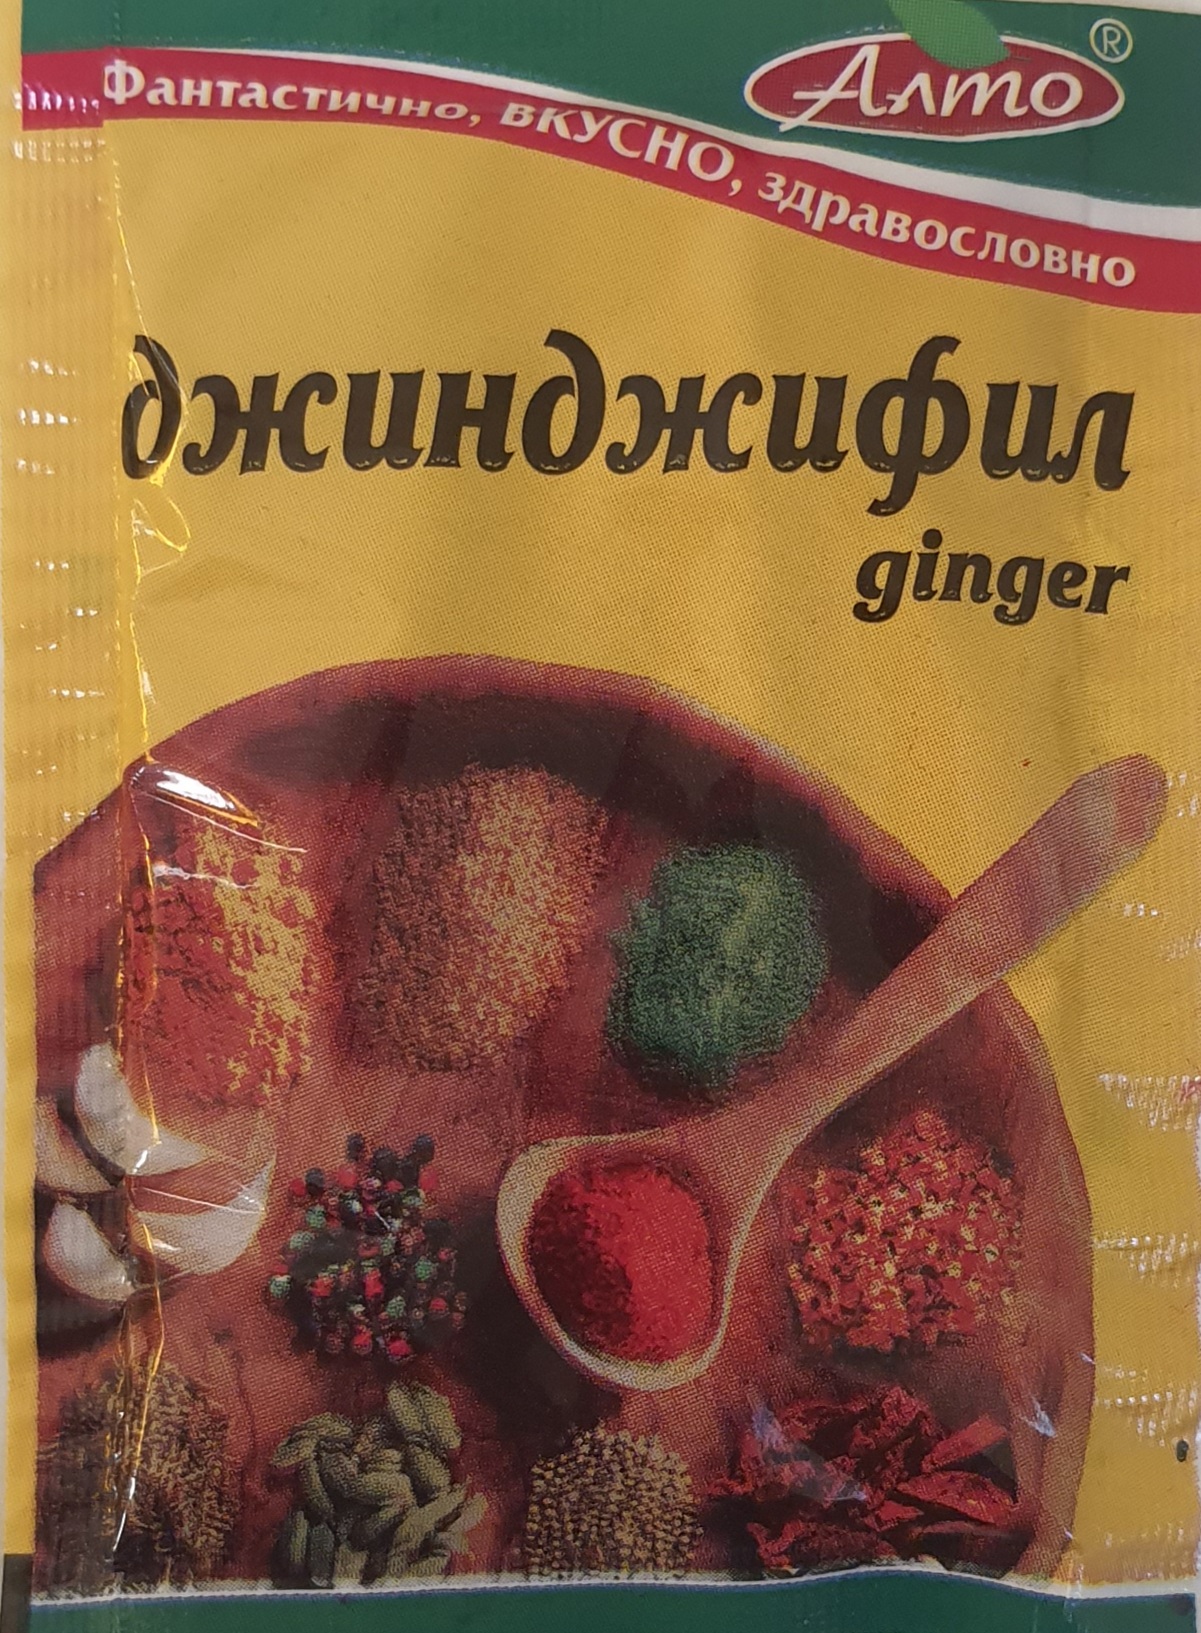 Алто®
Фантастично, ВКУСНО, здравословно
джинджифил
ginger